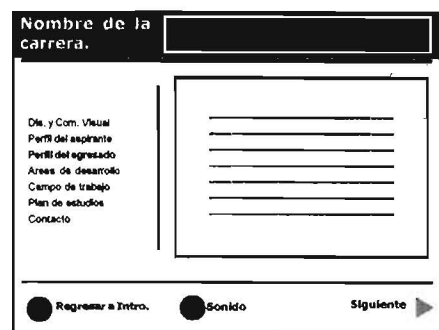 Nombre de la
carrera.
Dis. y Com. Visual
Perfil del aspirante
Perfil del egresado
Areas de desarrollo
Campo de trabajo
Plan de estudios
Contacto
Regresar a Intro.
Sonido
Siguiente